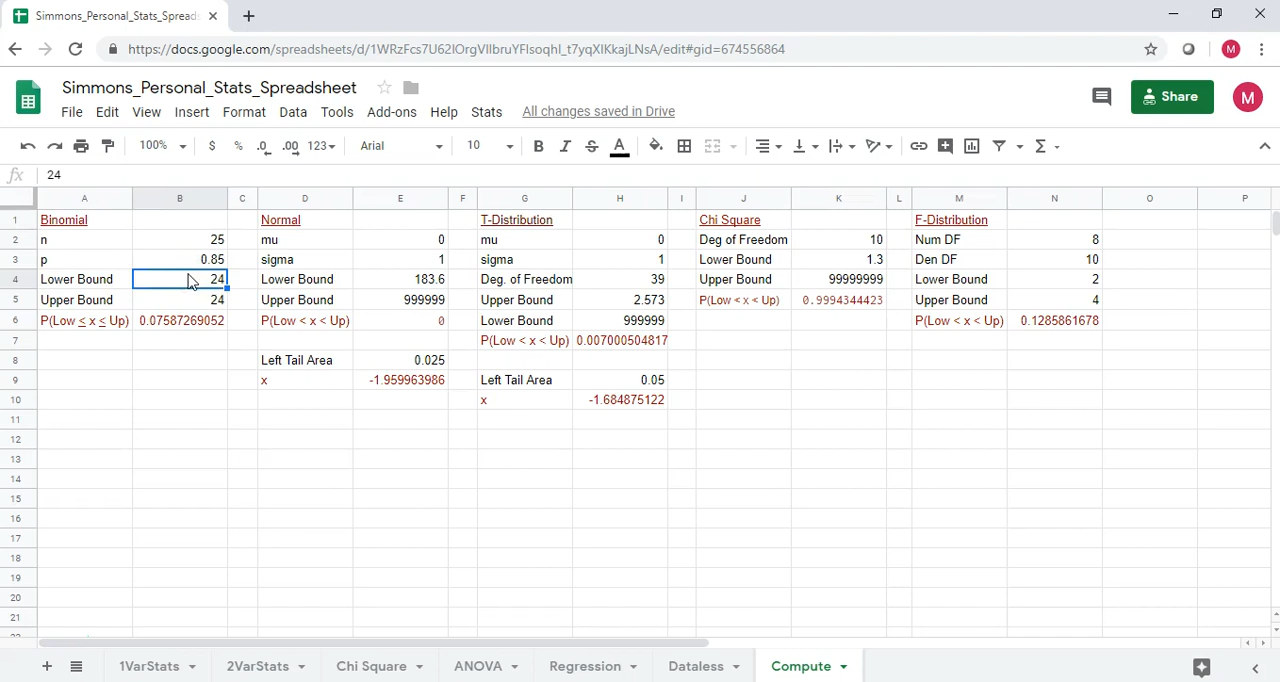 Simmons_Personal_Stats_Spreads
https://docs.google.com/spreadsheets/d/1WRzFcs7U62IOrgVIlbruYFlsoqhI_t7yqXIKkajLNsA/edit#gid=674556864
M
Simmons_Personal_Stats_Spreadsheet
File Edit View Insert Format Data Tools Add-ons Help Stats All changes saved in Drive
Share
M
100% $ % .0 .00 123 Arial 10 B I S A
fx 24
A B C D E F G H I J K L M N O P
1 Binomial Normal T-Distribution Chi Square F-Distribution
2 n 25 mu 0 mu 0 Deg of Freedom 10 Num DF 8
3 p 0.85 sigma 1 sigma 1 Lower Bound 1.3 Den DF 10
4 Lower Bound 24 Lower Bound 183.6 Deg. of Freedom 39 Upper Bound 99999999 Lower Bound 2
5 Upper Bound 24 Upper Bound 999999 Upper Bound 2.573 P(Low < x < Up) 0.9994344423 Upper Bound 4
6 P(Low ≤ x ≤ Up) 0.07587269052 P(Low < x < Up) 0 Lower Bound 999999 P(Low < x < Up) 0.1285861678
7 P(Low < x < Up) 0.007000504817
8 Left Tail Area 0.025
9 x -1.959963986 Left Tail Area 0.05
10 x -1.684875122
11
12
13
14
15
16
17
18
19
20
21
1VarStats 2VarStats Chi Square ANOVA Regression Dataless Compute